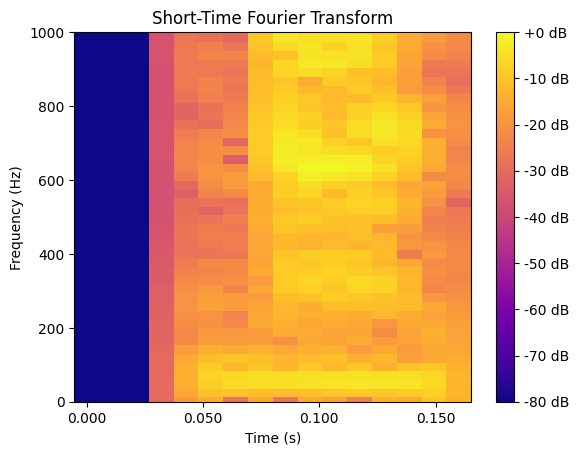 Short-Time Fourier Transform
1000
800
600
400
200
0
Frequency (Hz)
0.000
0.050
0.100
0.150
Time (s)
+0 dB
-10 dB
-20 dB
-30 dB
-40 dB
-50 dB
-60 dB
-70 dB
-80 dB